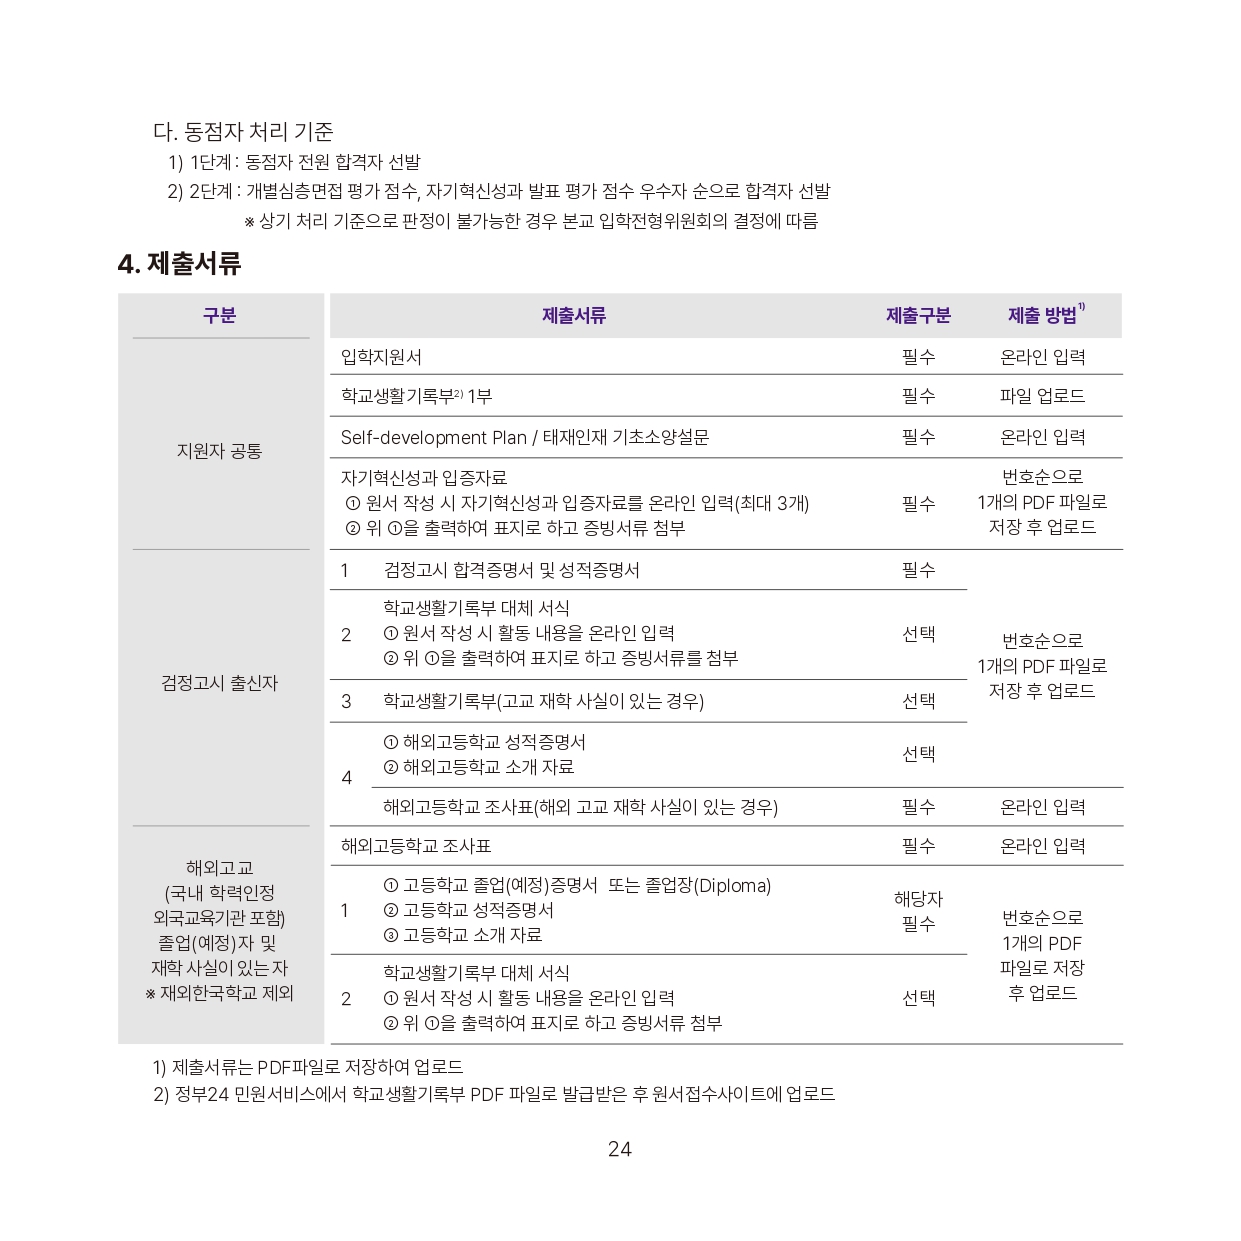 다. 동점자 처리 기준
1) 1단계 : 동점자 전원 합격자 선발
2) 2단계 : 개별심층면접 평가 점수, 자기혁신성과 발표 평가 점수 우수자 순으로 합격자 선발
※ 상기 처리 기준으로 판정이 불가능한 경우 본교 입학전형위원회의 결정에 따름
4. 제출서류
구분 제출서류 제출구분 제출 방법1)
지원자 공통
입학지원서 필수 온라인 입력
학교생활기록부2) 1부 필수 파일 업로드
Self-development Plan / 태재인재 기초소양설문 필수 온라인 입력
자기혁신성과 입증자료
① 원서 작성 시 자기혁신성과 입증자료를 온라인 입력(최대 3개)
② 위 ①을 출력하여 표지로 하고 증빙서류 첨부
필수
번호순으로
1개의 PDF 파일로
저장 후 업로드
검정고시 출신자
1 검정고시 합격증명서 및 성적증명서 필수
2
학교생활기록부 대체 서식
① 원서 작성 시 활동 내용을 온라인 입력
② 위 ①을 출력하여 표지로 하고 증빙서류를 첨부
선택
번호순으로
1개의 PDF 파일로
저장 후 업로드
3 학교생활기록부(고교 재학 사실이 있는 경우) 선택
4
① 해외고등학교 성적증명서
② 해외고등학교 소개 자료
선택
해외고등학교 조사표(해외 고교 재학 사실이 있는 경우) 필수 온라인 입력
해외고교
(국내 학력인정
외국교육기관 포함)
졸업(예정)자 및
재학 사실이 있는 자
※ 재외한국학교 제외
해외고등학교 조사표 필수 온라인 입력
1
① 고등학교 졸업(예정)증명서 또는 졸업장(Diploma)
② 고등학교 성적증명서
③ 고등학교 소개 자료
해당자
필수
번호순으로
1개의 PDF
파일로 저장
후 업로드
2
학교생활기록부 대체 서식
① 원서 작성 시 활동 내용을 온라인 입력
② 위 ①을 출력하여 표지로 하고 증빙서류 첨부
선택
1) 제출서류는 PDF파일로 저장하여 업로드
2) 정부24 민원서비스에서 학교생활기록부 PDF 파일로 발급받은 후 원서접수사이트에 업로드
24